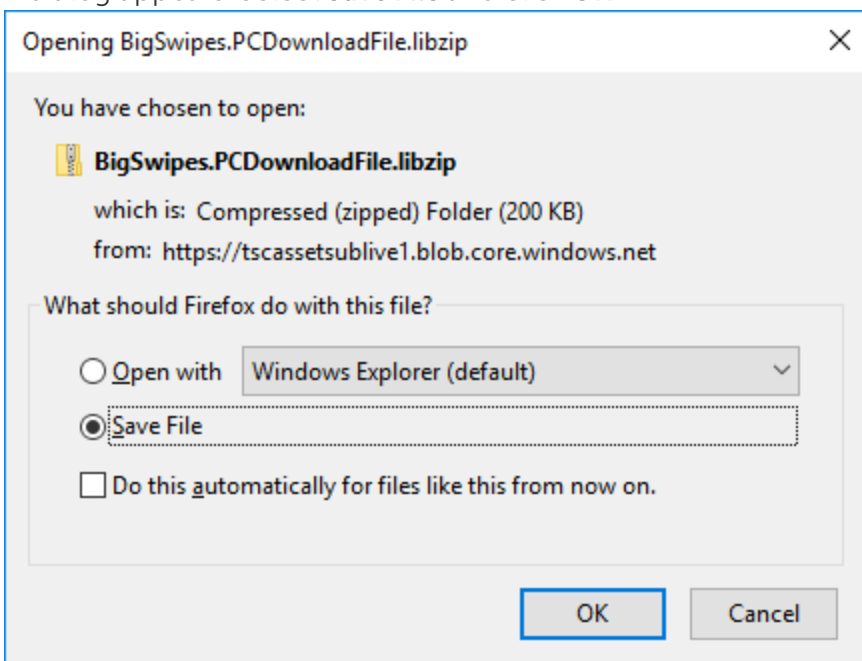 Opening BigSwipes.PCDownloadFile.libzip
You have chosen to open:
BigSwipes.PCDownloadFile.libzip
which is: Compressed (zipped) Folder (200 KB)
from: https://tscassetsublive1.blob.core.windows.net
What should Firefox do with this file?
Open with Windows Explorer (default)
Save File
Do this automatically for files like this from now on.
OK Cancel